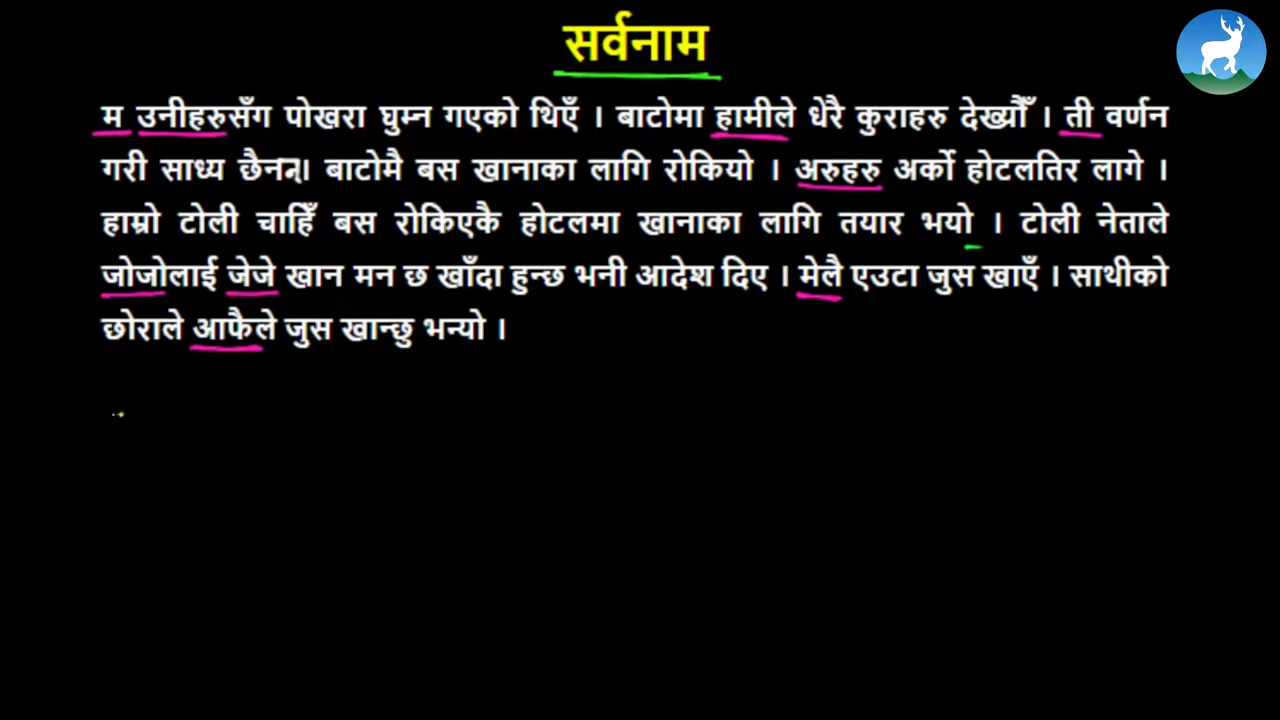 सर्वनाम
म उनीहरुसँग पोखरा घुम्न गएको थिएँ । बाटोमा हामीले धेरै कुराहरु देख्यौँ । ती वर्णन
गरी साध्य छैनन् । बाटोमै बस खानाका लागि रोकियो । अरुहरु अर्को होटलतिर लागे ।
हाम्रो टोली चाहिँ बस रोकिएकै होटलमा खानाका लागि तयार भयो । टोली नेताले
जोजोलाई जेजे खान मन छ खाँदा हुन्छ भनी आदेश दिए । मेलै एउटा जुस खाएँ । साथीको
छोराले आफैले जुस खान्छु भन्यो ।